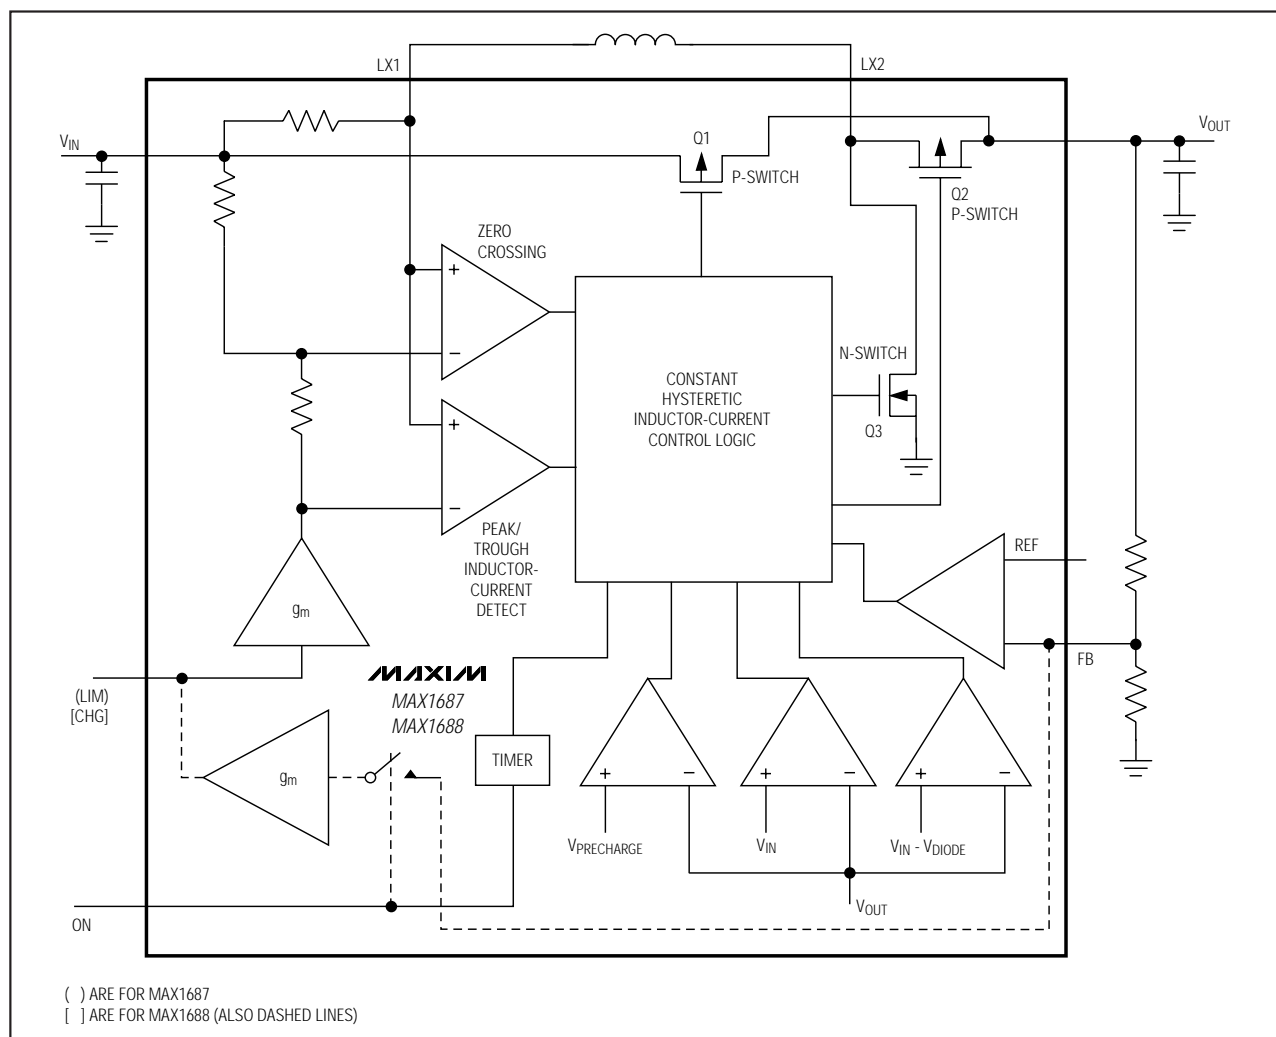 LX1
LX2
VIN
Q1
P-SWITCH
VOUT
Q2
P-SWITCH
ZERO
CROSSING
+
−
N-SWITCH
Q3
CONSTANT
HYSTERETIC
INDUCTOR-CURRENT
CONTROL LOGIC
+
−
PEAK/
TROUGH
INDUCTOR-
CURRENT
DETECT
REF
gm
FB
(LIM)
[CHG]
MAXIM
MAX1687
MAX1688
gm
TIMER
+ −
+ −
+ −
VPRECHARGE
VIN
VIN - VDIODE
VOUT
ON
( ) ARE FOR MAX1687
[ ] ARE FOR MAX1688 (ALSO DASHED LINES)